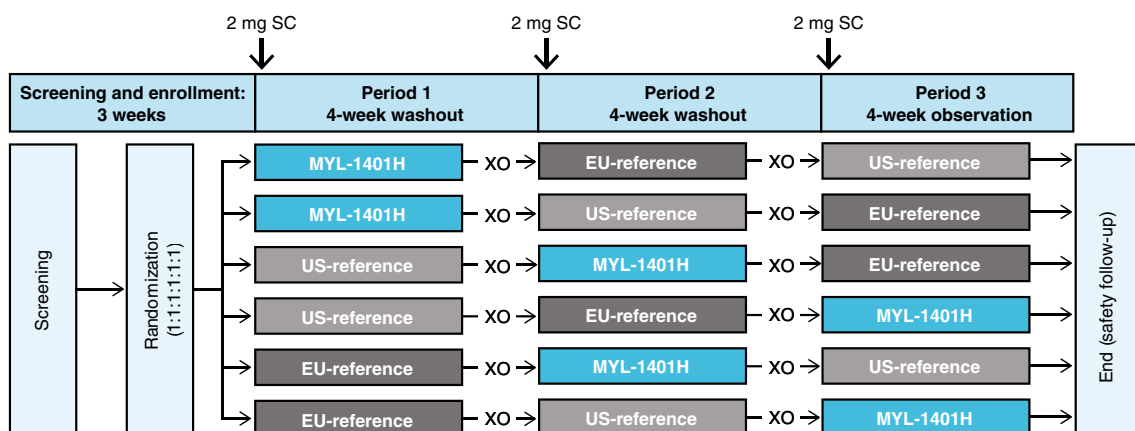 2 mg SC
2 mg SC
2 mg SC
Screening and enrollment:
3 weeks
Period 1
4-week washout
Period 2
4-week washout
Period 3
4-week observation
Screening
Randomization
(1:1:1:1:1:1)
MYL-1401H
XO
EU-reference
XO
US-reference
MYL-1401H
XO
US-reference
XO
EU-reference
US-reference
XO
MYL-1401H
XO
EU-reference
US-reference
XO
EU-reference
XO
MYL-1401H
EU-reference
XO
MYL-1401H
XO
US-reference
EU-reference
XO
US-reference
XO
MYL-1401H
End (safety follow-up)